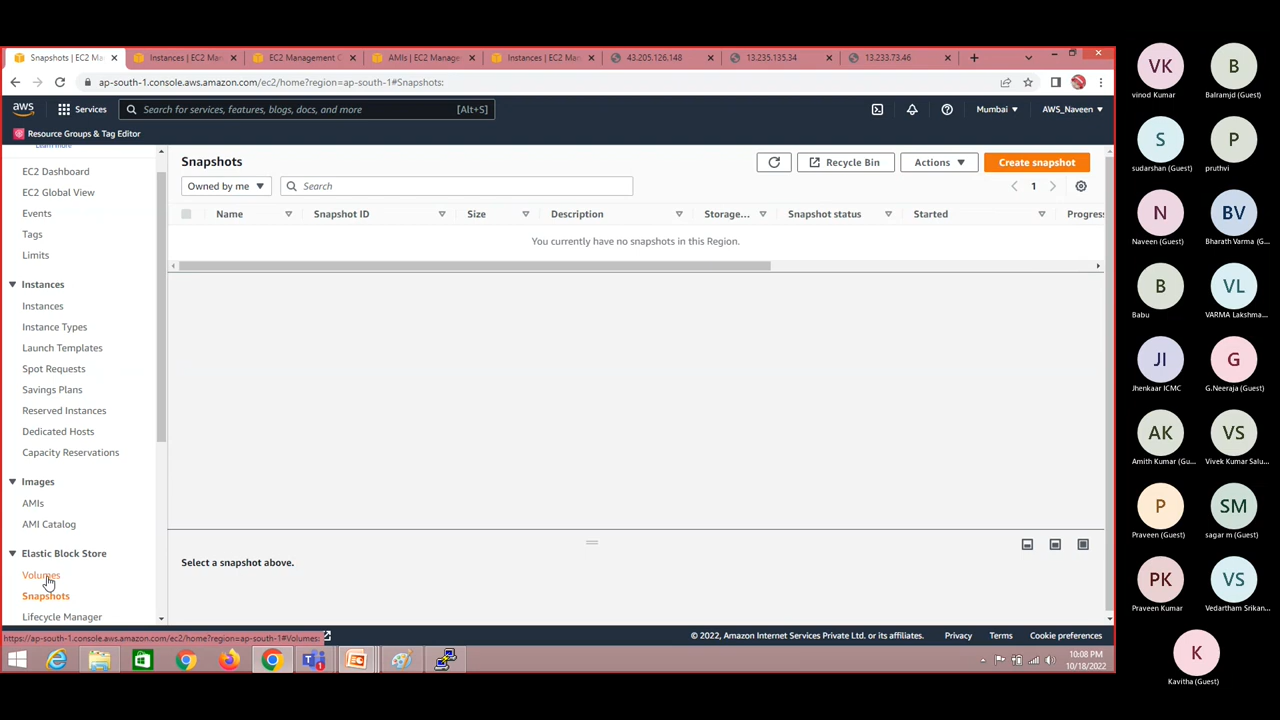 Snapshots | EC2 Ma
Instances | EC2 Man
EC2 Management C
AMIs | EC2 Manage
Instances | EC2 Man
43.205.126.148
13.235.135.34
13.233.73.46
ap-south-1.console.aws.amazon.com/ec2/home?region=ap-south-1#Snapshots:
aws
Services
Search for services, features, blogs, docs, and more
[Alt+S]
Mumbai
AWS_Naveen
Resource Groups & Tag Editor
Learn more
EC2 Dashboard
EC2 Global View
Events
Tags
Limits
Instances
Instances
Instance Types
Launch Templates
Spot Requests
Savings Plans
Reserved Instances
Dedicated Hosts
Capacity Reservations
Images
AMIs
AMI Catalog
Elastic Block Store
Volumes
Snapshots
Lifecycle Manager
Snapshots
Recycle Bin
Actions
Create snapshot
Owned by me
Search
1
Name
Snapshot ID
Size
Description
Storage...
Snapshot status
Started
Progress
You currently have no snapshots in this Region.
Select a snapshot above.
https://ap-south-1.console.aws.amazon.com/ec2/home?region=ap-south-1#Volumes:
© 2022, Amazon Internet Services Private Ltd. or its affiliates.
Privacy
Terms
Cookie preferences
10:08 PM
10/18/2022
VK
vinod Kumar
B
Balramjd (Guest)
S
sudarshan (Guest)
P
pruthvi
N
Naveen (Guest)
BV
Bharath Varma (G...
B
Babu
VL
VARMA Lakshma...
JI
Jhenkaar ICMC
G
G.Neeraja (Guest)
AK
Amith Kumar (Gu...
VS
Vivek Kumar Salu...
P
Praveen (Guest)
SM
sagar m (Guest)
PK
Praveen Kumar
VS
Vedartham Srikan...
K
Kavitha (Guest)